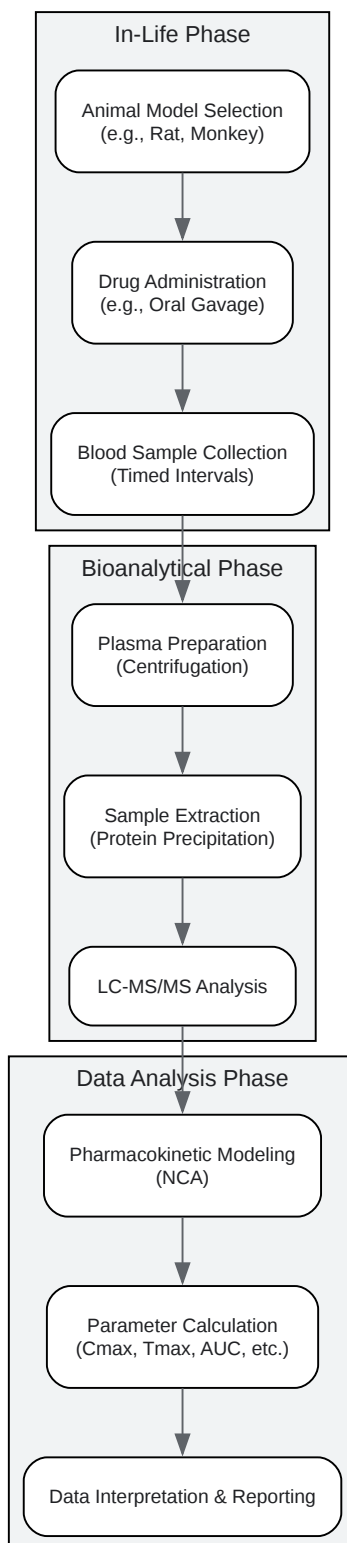 In-Life Phase
Animal Model Selection
(e.g., Rat, Monkey)
Drug Administration
(e.g., Oral Gavage)
Blood Sample Collection
(Timed Intervals)
Bioanalytical Phase
Plasma Preparation
(Centrifugation)
Sample Extraction
(Protein Precipitation)
LC-MS/MS Analysis
Data Analysis Phase
Pharmacokinetic Modeling
(NCA)
Parameter Calculation
(Cmax, Tmax, AUC, etc.)
Data Interpretation & Reporting